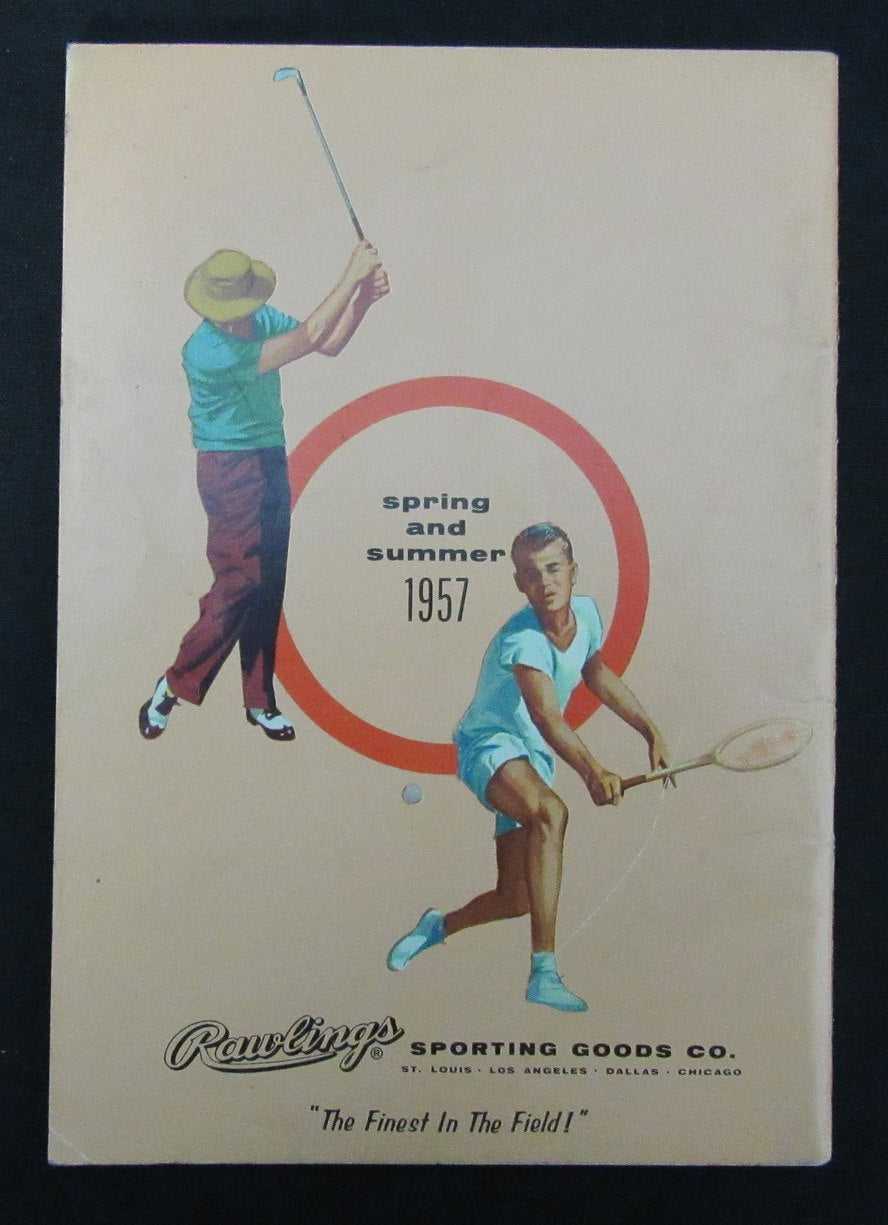 spring
and
summer
1957
Rawlings® SPORTING GOODS CO.
ST. LOUIS · LOS ANGELES · DALLAS · CHICAGO
"The Finest In The Field!"